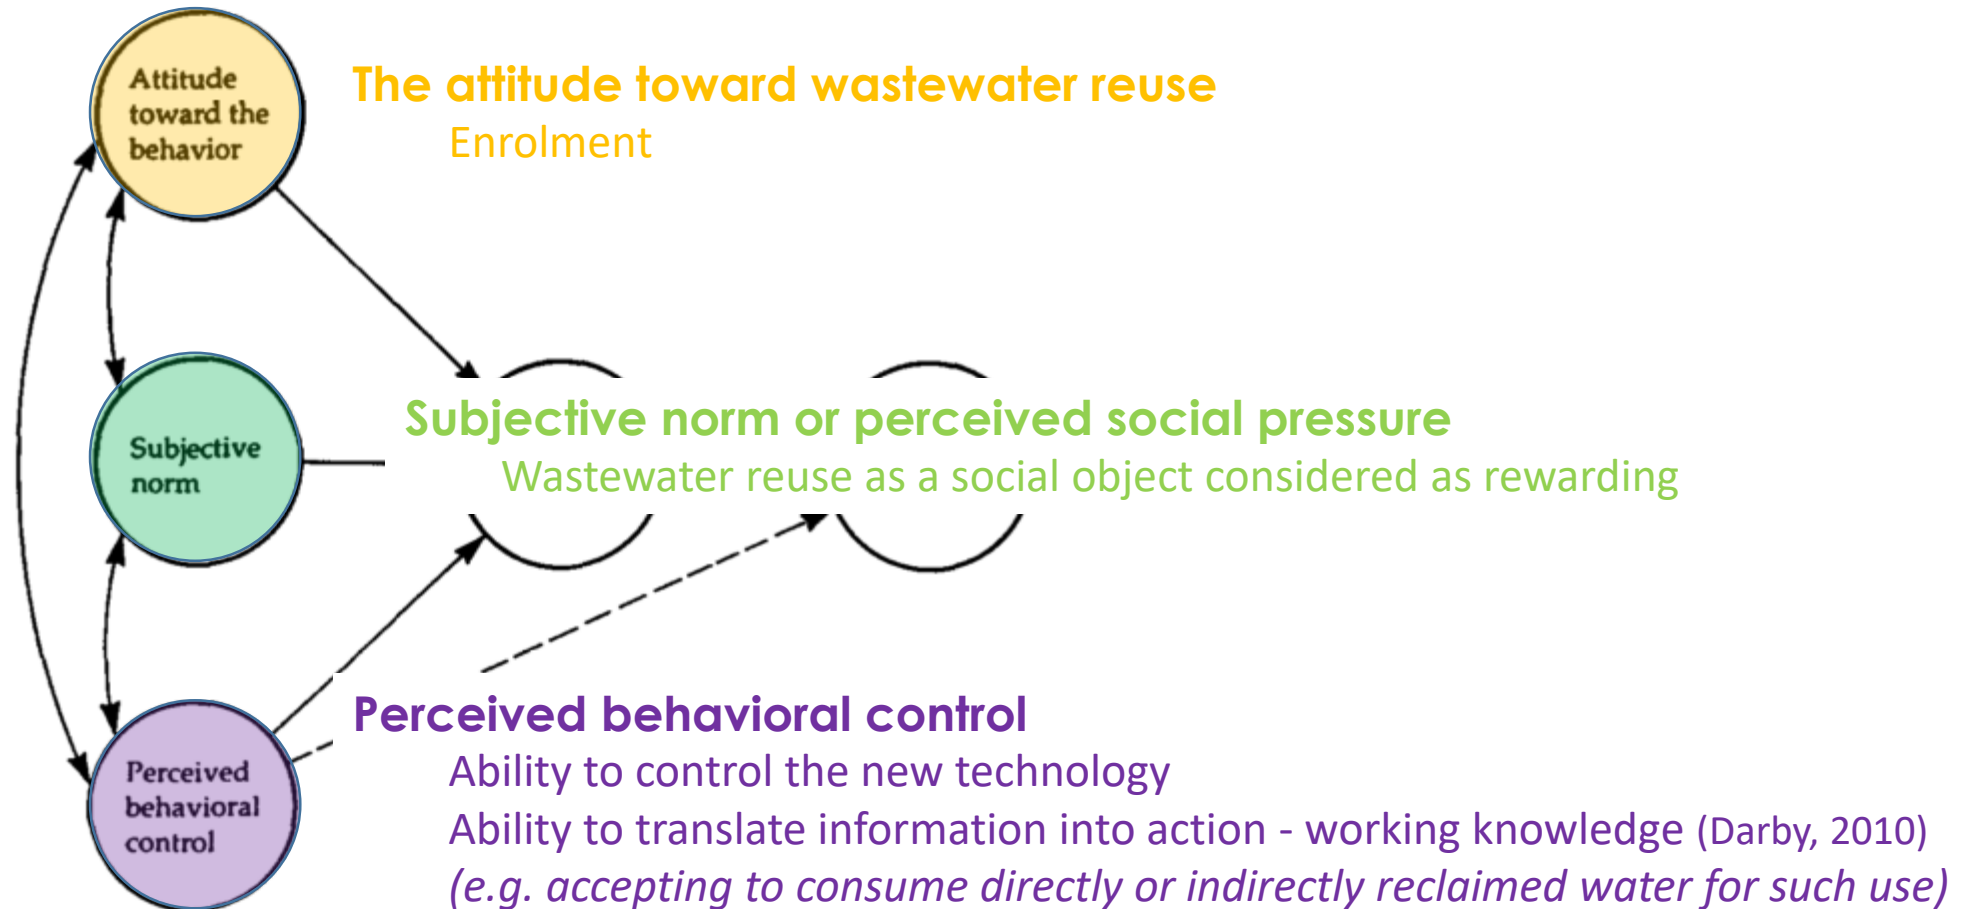 Attitude
toward the
behavior
The attitude toward wastewater reuse
Enrolment
Subjective
norm
Subjective norm or perceived social pressure
Wastewater reuse as a social object considered as rewarding
Perceived
behavioral
control
Perceived behavioral control
Ability to control the new technology
Ability to translate information into action - working knowledge (Darby, 2010)
(e.g. accepting to consume directly or indirectly reclaimed water for such use)